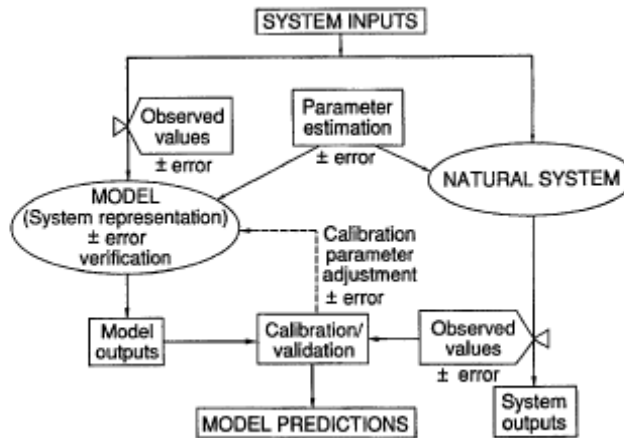 SYSTEM INPUTS
Observed
values
± error
Parameter
estimation
± error
MODEL
(System representation)
± error
verification
NATURAL SYSTEM
Calibration
parameter
adjustment
± error
Model
outputs
Calibration/
validation
Observed
values
± error
MODEL PREDICTIONS
System
outputs